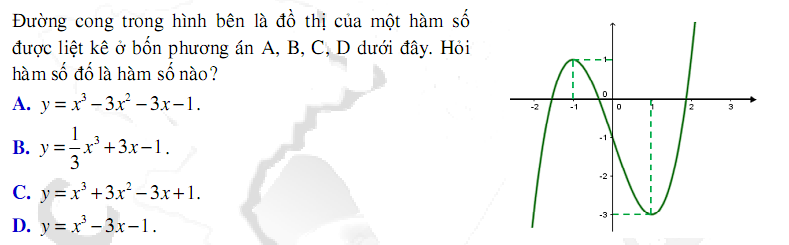 Đường cong trong hình bên là đồ thị của một hàm số
được liệt kê ở bốn phương án A, B, C, D dưới đây. Hỏi
hàm số đố là hàm số nào?
A. y = x³ − 3x² − 3x − 1.
B. y = 1/3 x³ + 3x − 1.
C. y = x³ + 3x² − 3x + 1.
D. y = x³ − 3x − 1.
1
0
-2 -1 0 1 2 3
-1
-2
-3